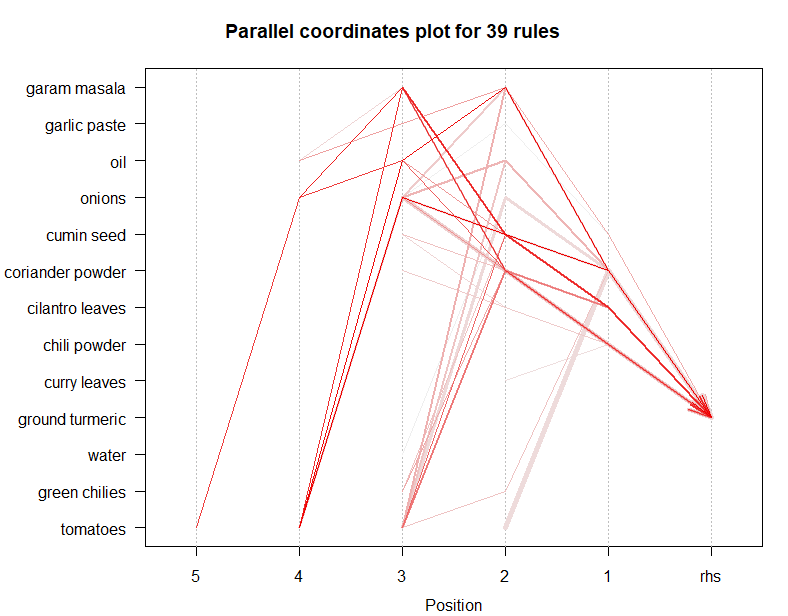 Parallel coordinates plot for 39 rules
garam masala
garlic paste
oil
onions
cumin seed
coriander powder
cilantro leaves
chili powder
curry leaves
ground turmeric
water
green chilies
tomatoes
5 4 3 2 1 rhs
Position